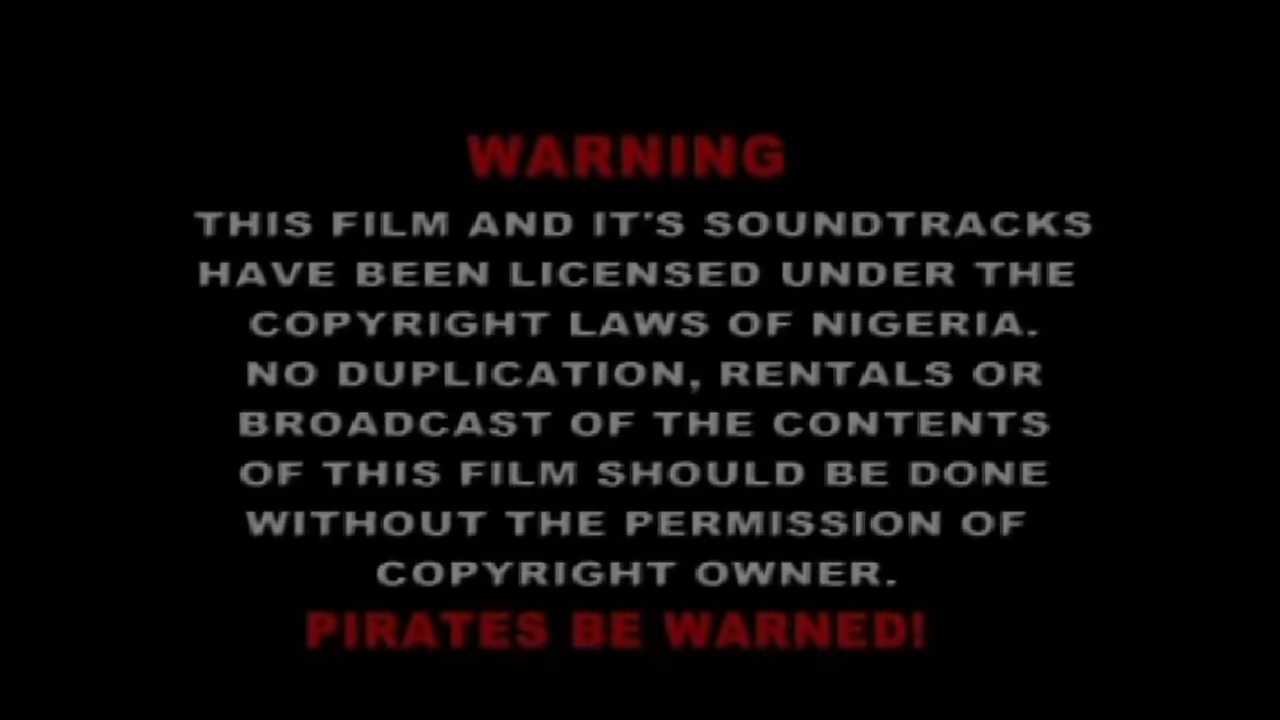 WARNING
THIS FILM AND IT'S SOUNDTRACKS
HAVE BEEN LICENSED UNDER THE
COPYRIGHT LAWS OF NIGERIA.
NO DUPLICATION, RENTALS OR
BROADCAST OF THE CONTENTS
OF THIS FILM SHOULD BE DONE
WITHOUT THE PERMISSION OF
COPYRIGHT OWNER.
PIRATES BE WARNED!